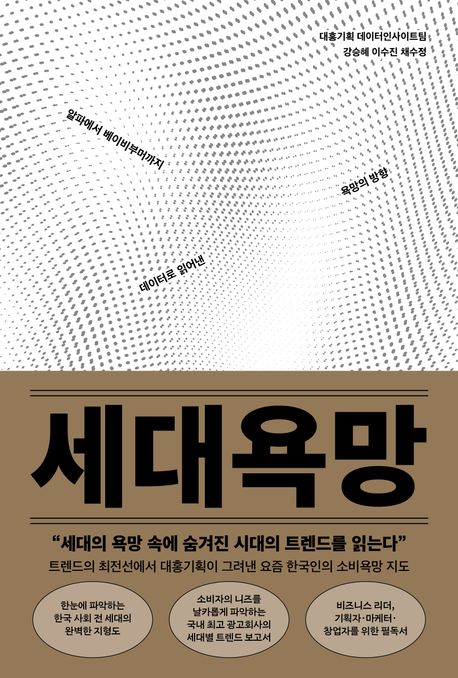 대홍기획 데이터인사이트팀
강승혜 이수진 채수정
알파에서 베이비부머까지
욕망의 방향
데이터로 읽어낸
세대욕망
“세대의 욕망 속에 숨겨진 시대의 트렌드를 읽는다”
트렌드의 최전선에서 대홍기획이 그려낸 요즘 한국인의 소비욕망 지도
한눈에 파악하는
한국 사회 전 세대의
완벽한 지형도
소비자의 니즈를
날카롭게 파악하는
국내 최고 광고회사의
세대별 트렌드 보고서
비즈니스 리더,
기획자·마케터·
창업자를 위한 필독서